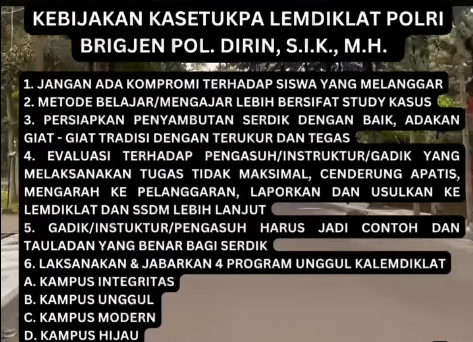 KEBIJAKAN KASETUKPA LEMDIKLAT POLRI
BRIGJEN POL. DIRIN, S.I.K., M.H.
1. JANGAN ADA KOMPROMI TERHADAP SISWA YANG MELANGGAR
2. METODE BELAJAR/MENGAJAR LEBIH BERSIFAT STUDY KASUS
3. PERSIAPKAN PENYAMBUTAN SERDIK DENGAN BAIK, ADAKAN
GIAT - GIAT TRADISI DENGAN TERUKUR DAN TEGAS
4. EVALUASI TERHADAP PENGASUH/INSTRUKTUR/GADIK YANG
MELAKSANAKAN TUGAS TIDAK MAKSIMAL, CENDERUNG APATIS,
MENGARAH KE PELANGGARAN, LAPORKAN DAN USULKAN KE
LEMDIKLAT DAN SSDM LEBIH LANJUT
5. GADIK/INSTUKTUR/PENGASUH HARUS JADI CONTOH DAN
TAULADAN YANG BENAR BAGI SERDIK
6. LAKSANAKAN & JABARKAN 4 PROGRAM UNGGUL KALEMDIKLAT
A. KAMPUS INTEGRITAS
B. KAMPUS UNGGUL
C. KAMPUS MODERN
D. KAMPUS HIJAU